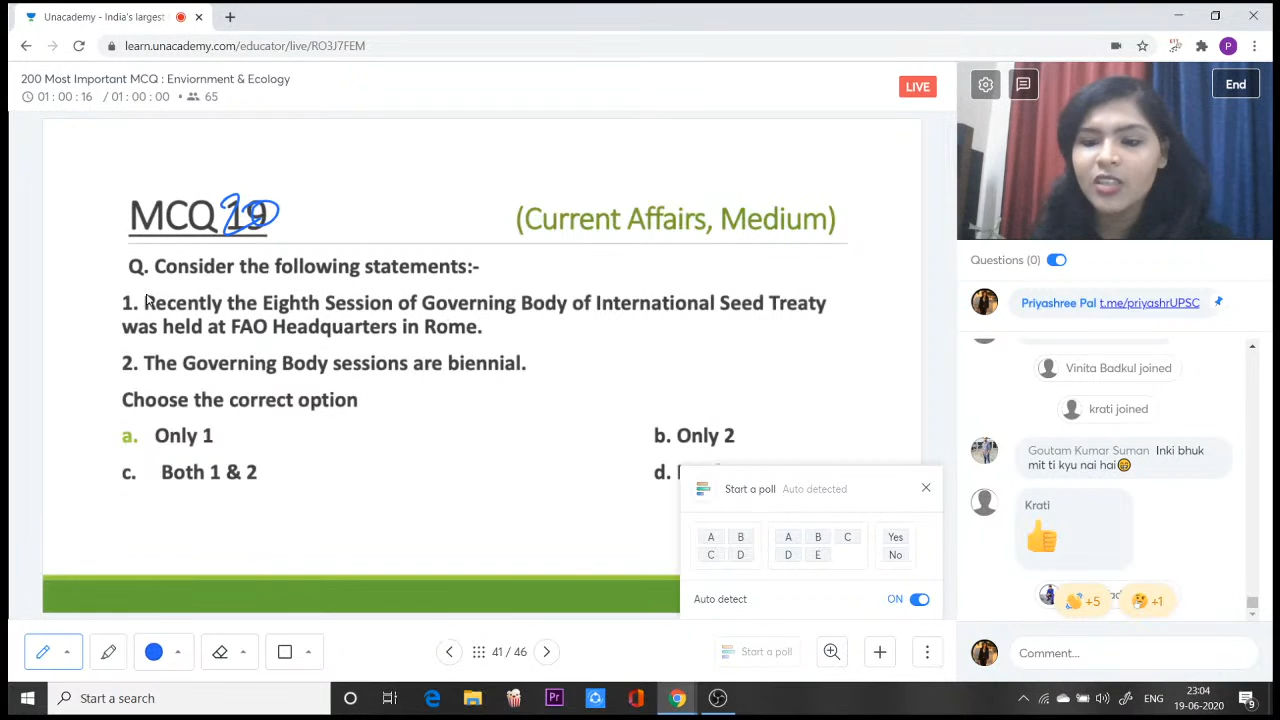 Unacademy - India's largest
learn.unacademy.com/educator/live/RO3J7FEM
P
200 Most Important MCQ : Enviornment & Ecology
01 : 00 : 16 / 01 : 00 : 00 • 65
LIVE
End
MCQ 19
20
(Current Affairs, Medium)
Q. Consider the following statements:-
1. Recently the Eighth Session of Governing Body of International Seed Treaty
was held at FAO Headquarters in Rome.
2. The Governing Body sessions are biennial.
Choose the correct option
a. Only 1
b. Only 2
c. Both 1 & 2
d.
Start a poll Auto detected
A B
C D
A B C
D E
Yes
No
Auto detect ON
Questions (0)
Priyashree Pal t.me/priyashrUPSC
Vinita Badkul joined
krati joined
Goutam Kumar Suman Inki bhuk
mit ti kyu nai hai😁
Krati
+5
+1
41 / 46
Start a poll
Comment...
Start a search
Pr
ENG
23:04
19-06-2020
9